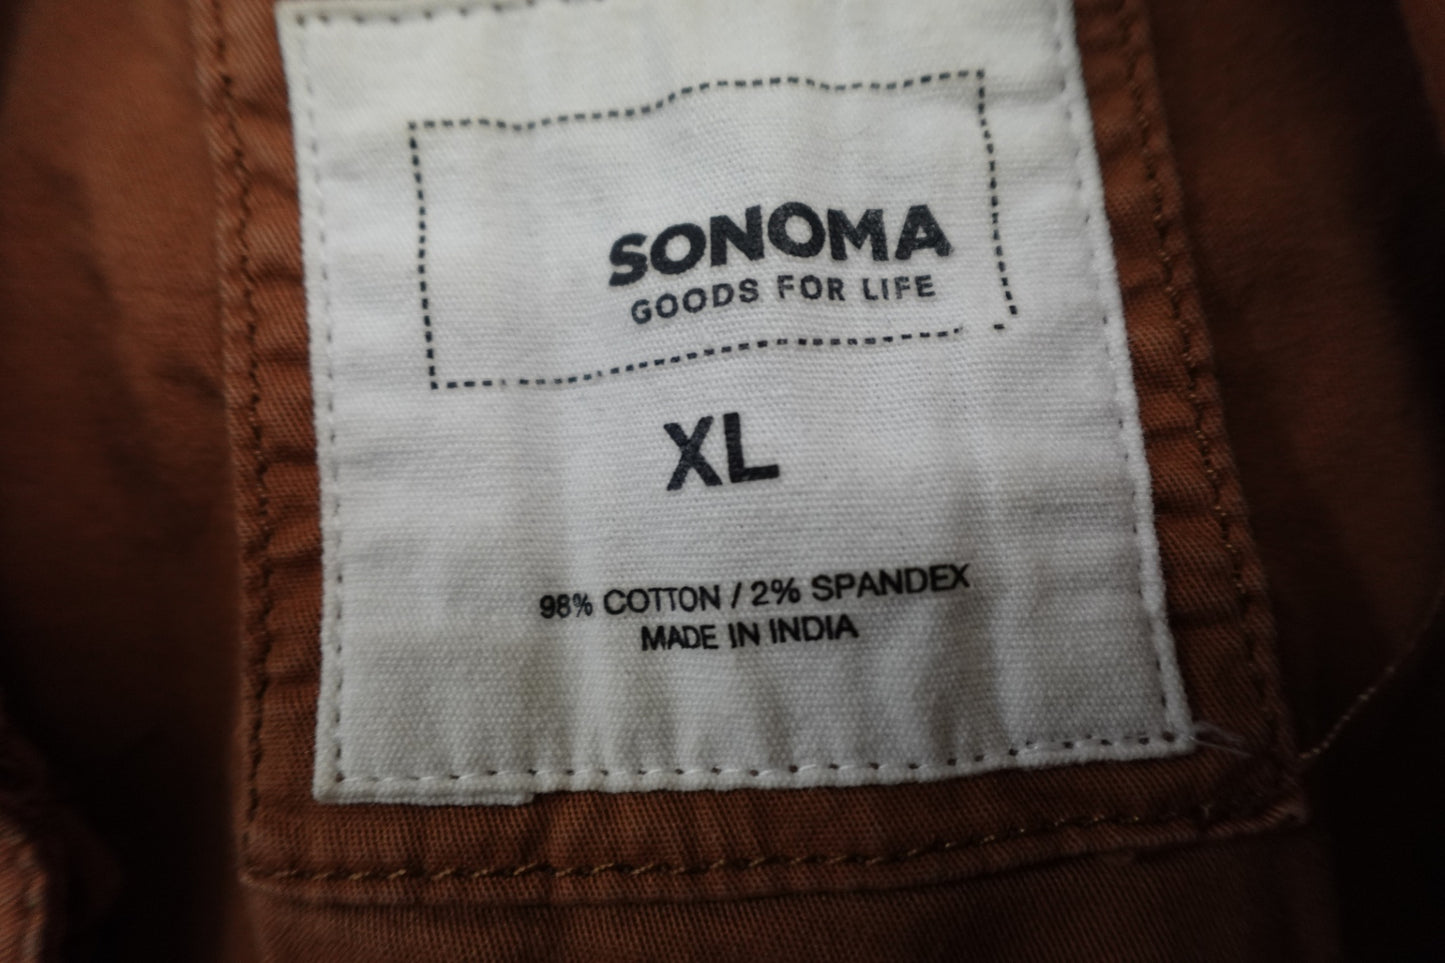 SONOMA
GOODS FOR LIFE
XL
98% COTTON / 2% SPANDEX
MADE IN INDIA